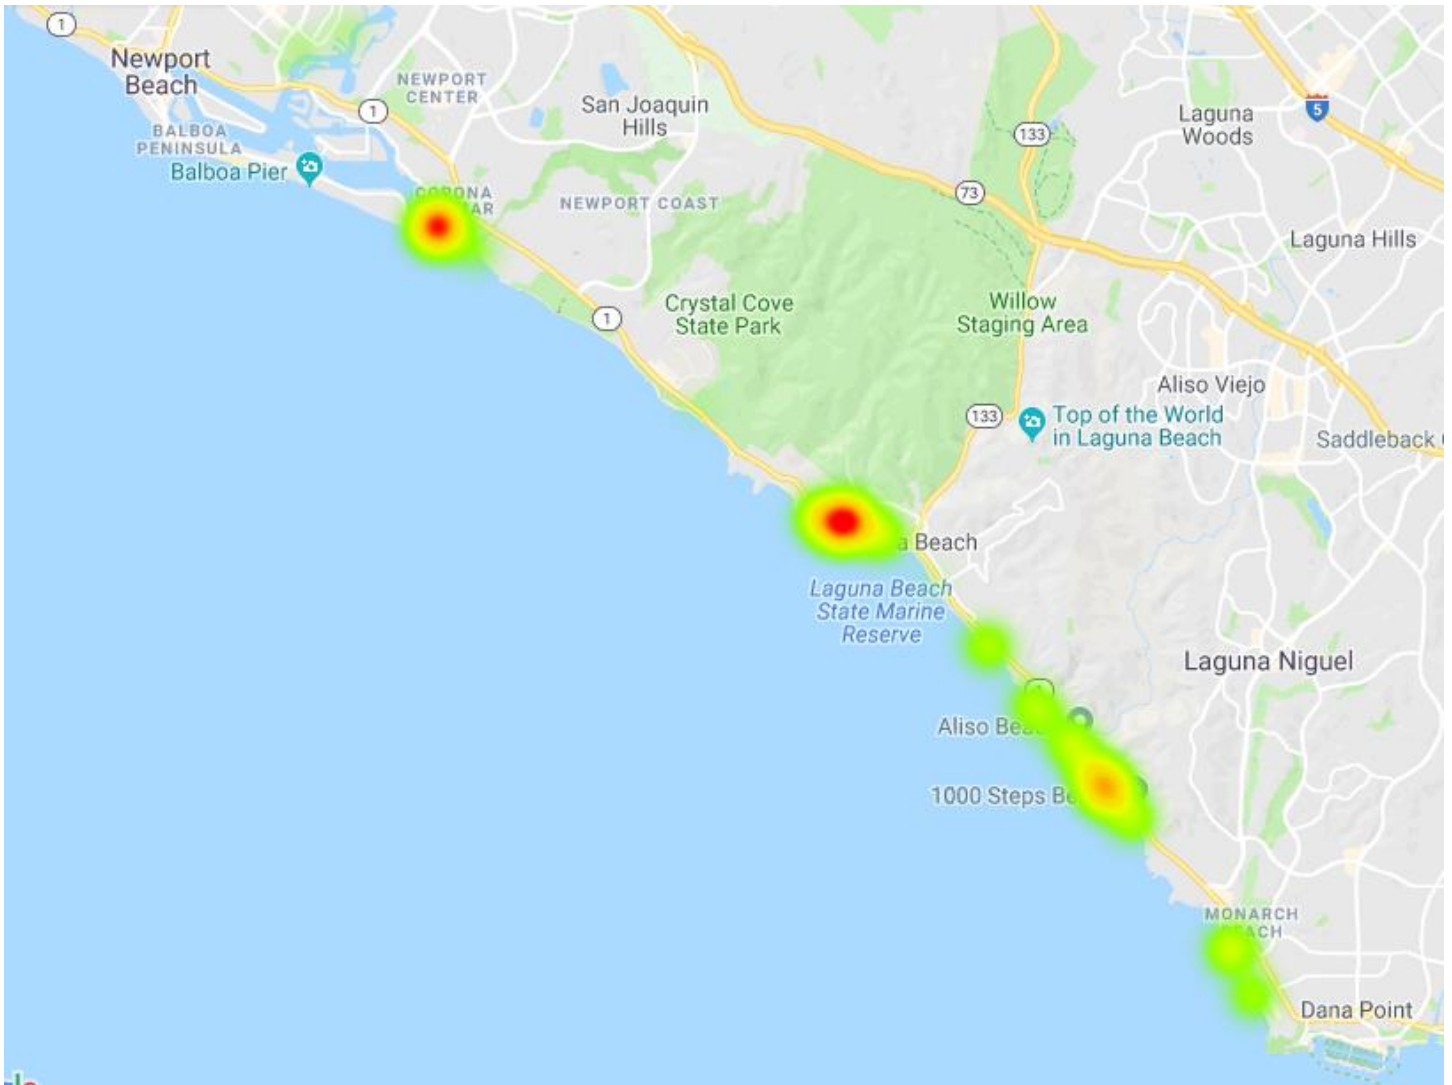 1
Newport
Beach
NEWPORT
CENTER
San Joaquin
Hills
Laguna
Woods
5
BALBOA
PENINSULA
1
133
Balboa Pier
CORONA
NEWPORT COAST
73
Laguna Hills
Crystal Cove
State Park
Willow
Staging Area
1
Aliso Viejo
133
Top of the World
in Laguna Beach
Saddleback
Beach
Laguna Beach
State Marine
Reserve
Laguna Niguel
Aliso
1000 Steps
MONARCH
Dana Point